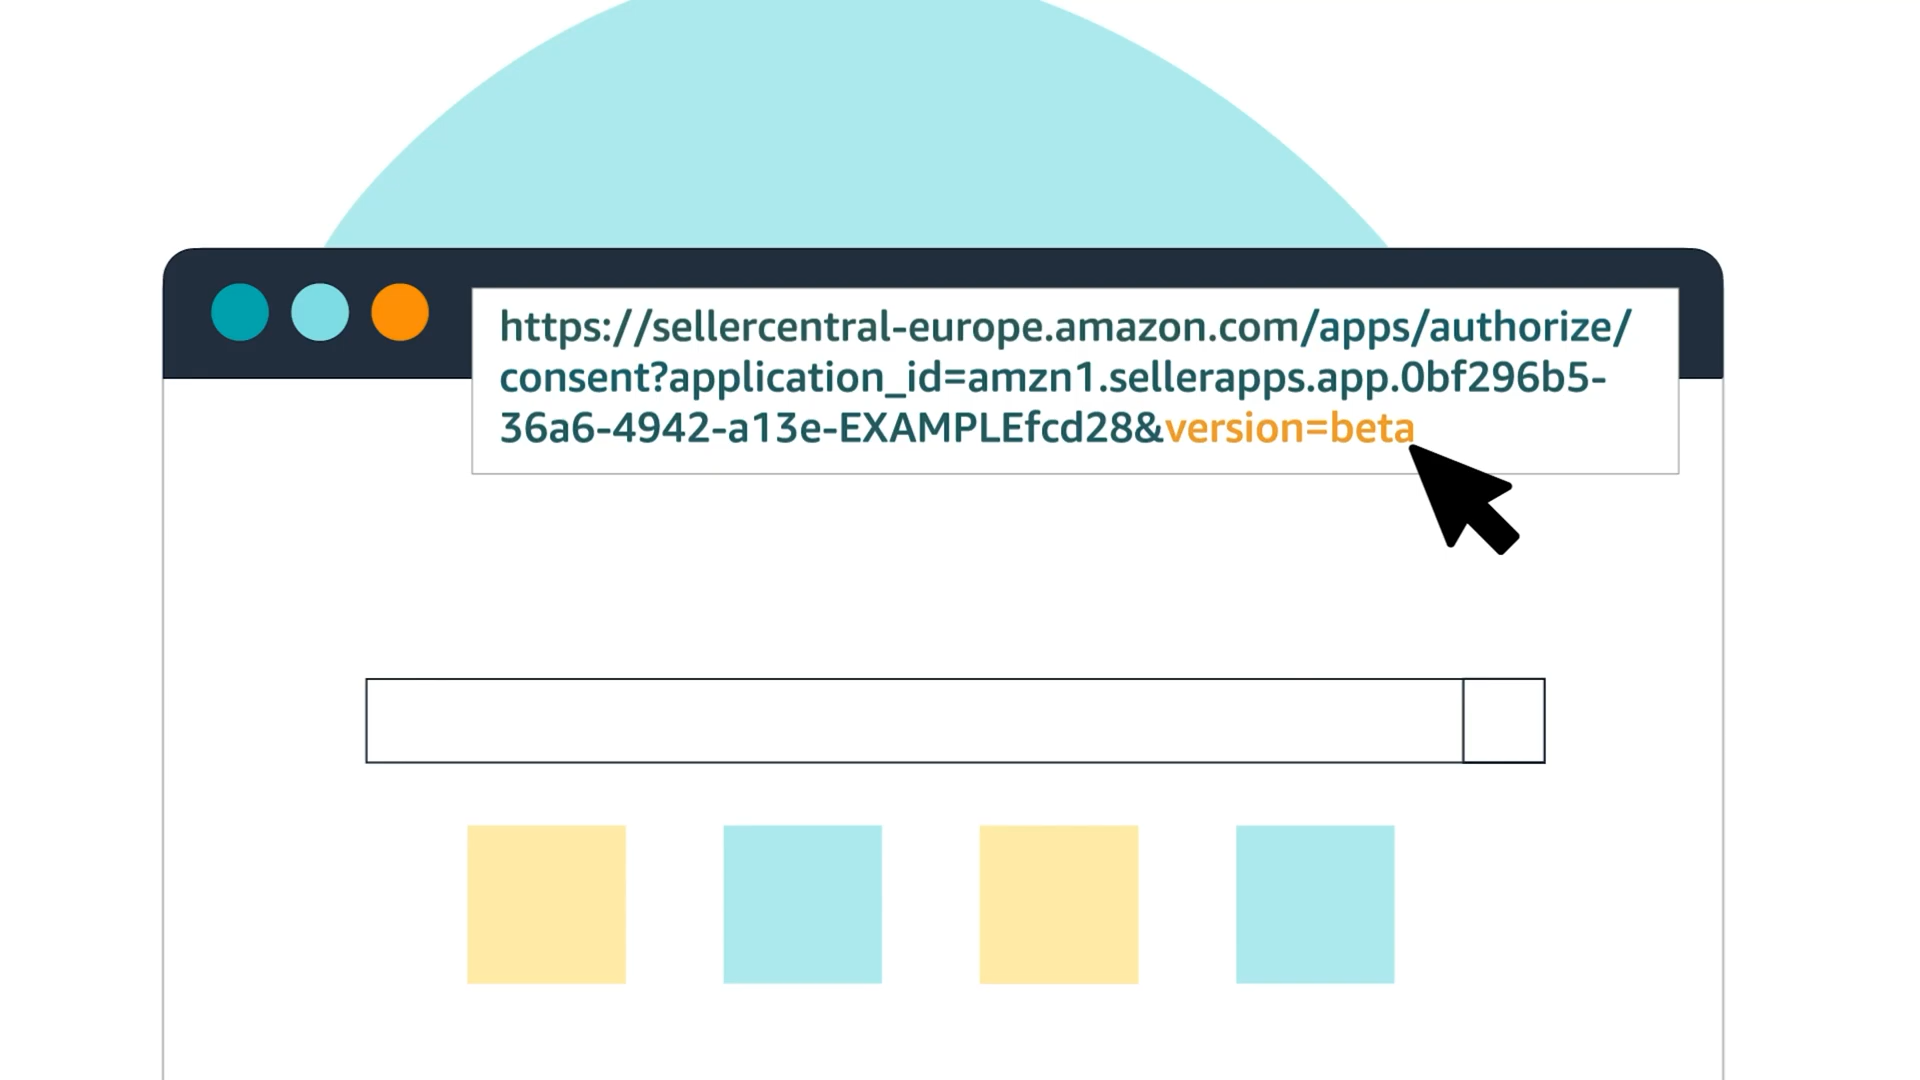 https://sellercentral-europe.amazon.com/apps/authorize/
consent?application_id=amzn1.sellerapps.app.0bf296b5-
36a6-4942-a13e-EXAMPLEfcd28&version=beta